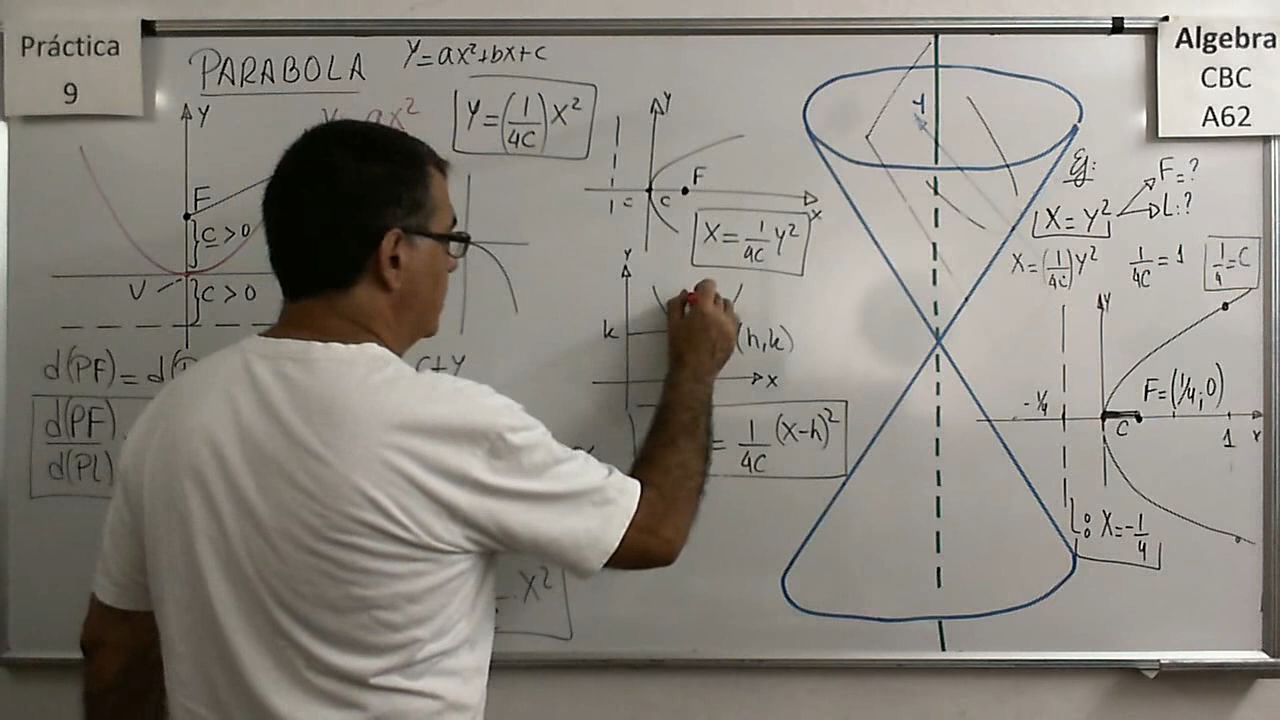 Práctica
9
PARABOLA
Y=ax²+bx+c
Algebra
CBC
A62
Y
F
C>0
V
C>0
Y=(1/4C)X²
Y
F
C
C
X
X=1/4C y²
Y
k
(h,k)
X
=1/4C (x-h)²
d(PF)=d(
C+Y
d(PF)
d(PL)
X²
Y
Ej:
X=Y²
F=?
L:?
X=(1/4C)Y²
1/4C=1
1/4=C
Y
-1/4
F=(1/4;0)
C
1
X
L: X=-1/4